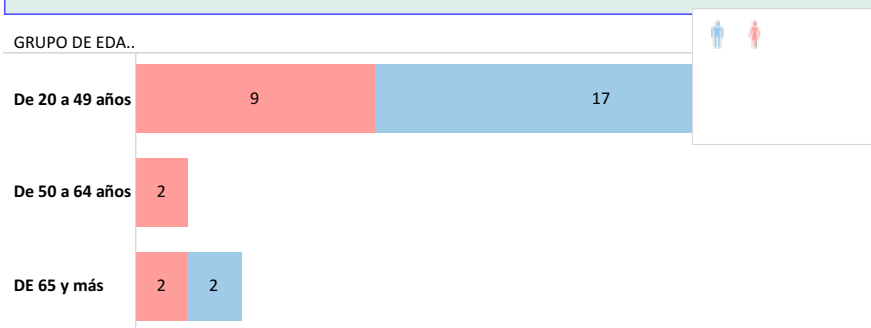 GRUPO DE EDA..
De 20 a 49 años 9 17
De 50 a 64 años 2
DE 65 y más 2 2